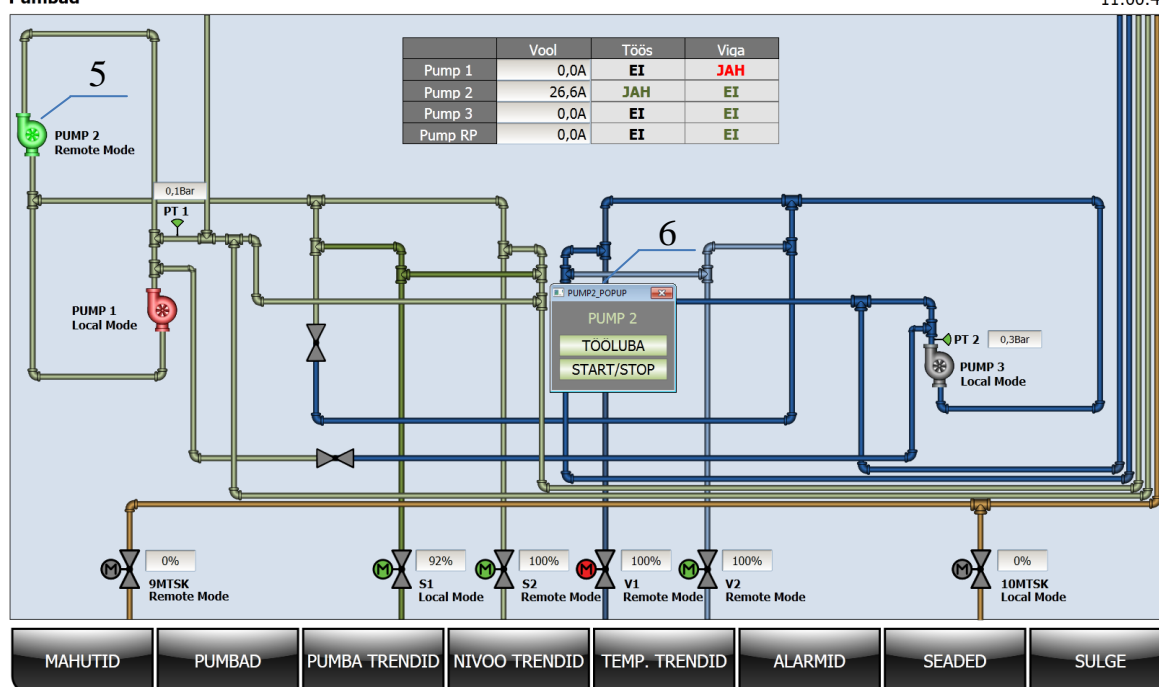 Pumbad
Vool Töös Viga
Pump 1 0,0A EI JAH
Pump 2 26,6A JAH EI
Pump 3 0,0A EI EI
Pump RP 0,0A EI EI
5
PUMP 2
Remote Mode
0,1Bar
PT 1
6
PUMP2_POPUP
PUMP 2
TÖÖLUBA
START/STOP
PUMP 1
Local Mode
PT 2 0,3Bar
PUMP 3
Local Mode
M 0%
9MTSK
Remote Mode
M 92%
S1
Local Mode
M 100%
S2
Remote Mode
M 100%
V1
Remote Mode
M 100%
V2
Remote Mode
M 0%
10MTSK
Local Mode
MAHUTID PUMBAD PUMBA TRENDID NIVOO TRENDID TEMP. TRENDID ALARMID SEADED SULGE